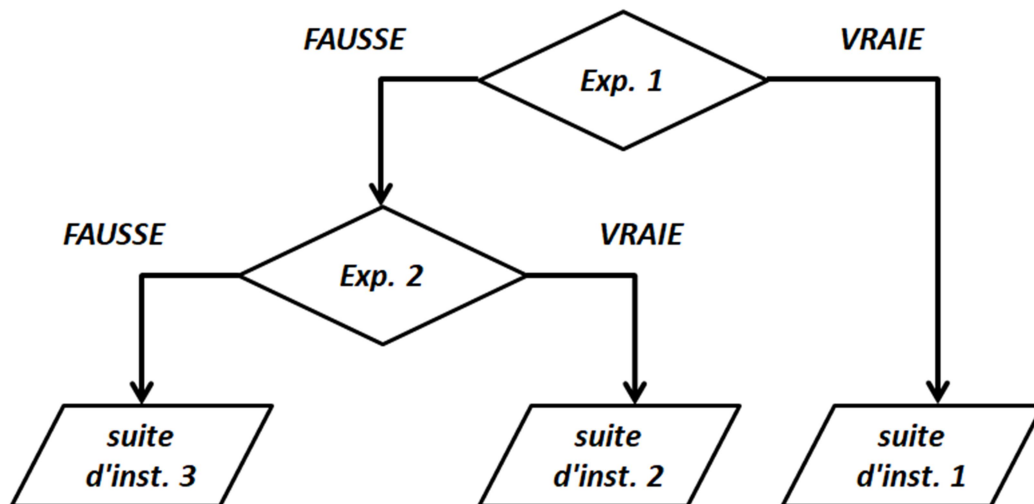 FAUSSE
VRAIE
Exp. 1
FAUSSE
VRAIE
Exp. 2
suite
d'inst. 3
suite
d'inst. 2
suite
d'inst. 1